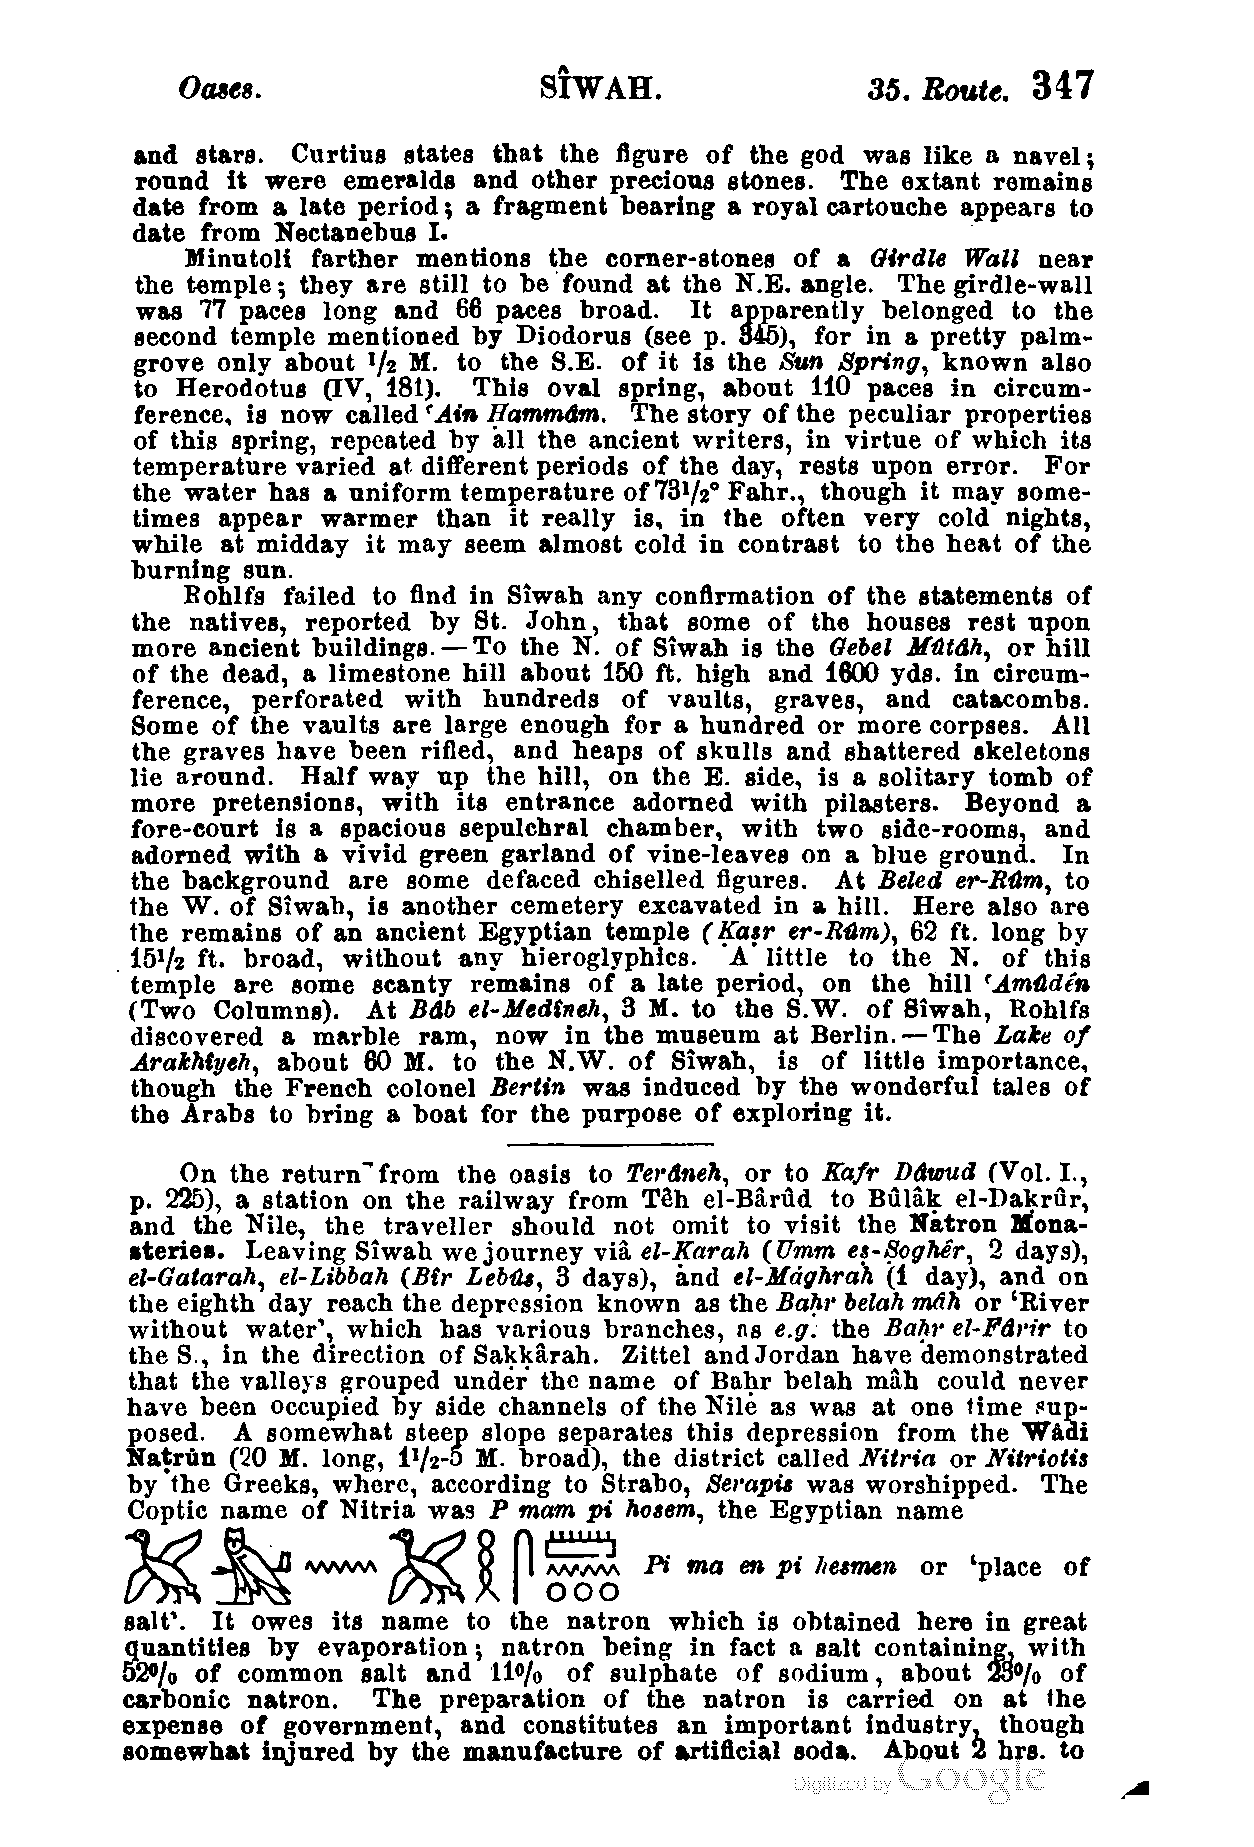 Oases. SÎWAH. 35. Route. 347
and stars. Curtius states that the figure of the god was like a navel;
round it were emeralds and other precious stones. The extant remains
date from a late period; a fragment bearing a royal cartouche appears to
date from Nectanebus I.
Minutoli farther mentions the corner-stones of a Girdle Wall near
the temple; they are still to be found at the N.E. angle. The girdle-wall
was 77 paces long and 66 paces broad. It apparently belonged to the
second temple mentioned by Diodorus (see p. 345), for in a pretty palm-
grove only about 1/2 M. to the S.E. of it is the Sun Spring, known also
to Herodotus (IV, 181). This oval spring, about 110 paces in circum-
ference, is now called ʿAin Ḥammâm. The story of the peculiar properties
of this spring, repeated by all the ancient writers, in virtue of which its
temperature varied at different periods of the day, rests upon error. For
the water has a uniform temperature of 73 1/2° Fahr., though it may some-
times appear warmer than it really is, in the often very cold nights,
while at midday it may seem almost cold in contrast to the heat of the
burning sun.
Rohlfs failed to find in Sîwah any confirmation of the statements of
the natives, reported by St. John, that some of the houses rest upon
more ancient buildings. — To the N. of Sîwah is the Gebel Mûtâh, or hill
of the dead, a limestone hill about 150 ft. high and 1600 yds. in circum-
ference, perforated with hundreds of vaults, graves, and catacombs.
Some of the vaults are large enough for a hundred or more corpses. All
the graves have been rifled, and heaps of skulls and shattered skeletons
lie around. Half way up the hill, on the E. side, is a solitary tomb of
more pretensions, with its entrance adorned with pilasters. Beyond a
fore-court is a spacious sepulchral chamber, with two side-rooms, and
adorned with a vivid green garland of vine-leaves on a blue ground. In
the background are some defaced chiselled figures. At Beled er-Rûm, to
the W. of Sîwah, is another cemetery excavated in a hill. Here also are
the remains of an ancient Egyptian temple (Ḳaṣr er-Rûm), 62 ft. long by
15 1/2 ft. broad, without any hieroglyphics. A little to the N. of this
temple are some scanty remains of a late period, on the hill ʿAmûdên
(Two Columns). At Bâb el-Medîneh, 3 M. to the S.W. of Sîwah, Rohlfs
discovered a marble ram, now in the museum at Berlin. — The Lake of
Arakhîyeh, about 60 M. to the N.W. of Sîwah, is of little importance,
though the French colonel Bertin was induced by the wonderful tales of
the Arabs to bring a boat for the purpose of exploring it.
On the return from the oasis to Terâneh, or to Kafr Dâwud (Vol. I.,
p. 225), a station on the railway from Têh el-Bârûd to Bûlâḳ el-Daḳrûr,
and the Nile, the traveller should not omit to visit the Natron Mona-
steries. Leaving Sîwah we journey viâ el-Ḳarah (Umm eṣ-Ṣoghêr, 2 days),
el-Gatarah, el-Libbah (Bîr Lebûs, 3 days), and el-Mághrah (1 day), and on
the eighth day reach the depression known as the Baḥr belah mâh or ‘River
without water’, which has various branches, as e.g. the Baḥr el-Fârir to
the S., in the direction of Saḳḳârah. Zittel and Jordan have demonstrated
that the valleys grouped under the name of Baḥr belah mâh could never
have been occupied by side channels of the Nile as was at one time sup-
posed. A somewhat steep slope separates this depression from the Wâdi
Naṭrûn (20 M. long, 1 1/2-5 M. broad), the district called Nitria or Nitriotis
by the Greeks, where, according to Strabo, Serapis was worshipped. The
Coptic name of Nitria was P mam pi hosem, the Egyptian name
Pi ma en pi hesmen or ‘place of
salt’. It owes its name to the natron which is obtained here in great
quantities by evaporation; natron being in fact a salt containing, with
52% of common salt and 11% of sulphate of sodium, about 23% of
carbonic natron. The preparation of the natron is carried on at the
expense of government, and constitutes an important industry, though
somewhat injured by the manufacture of artificial soda. About 2 hrs. to
Digitized by Google